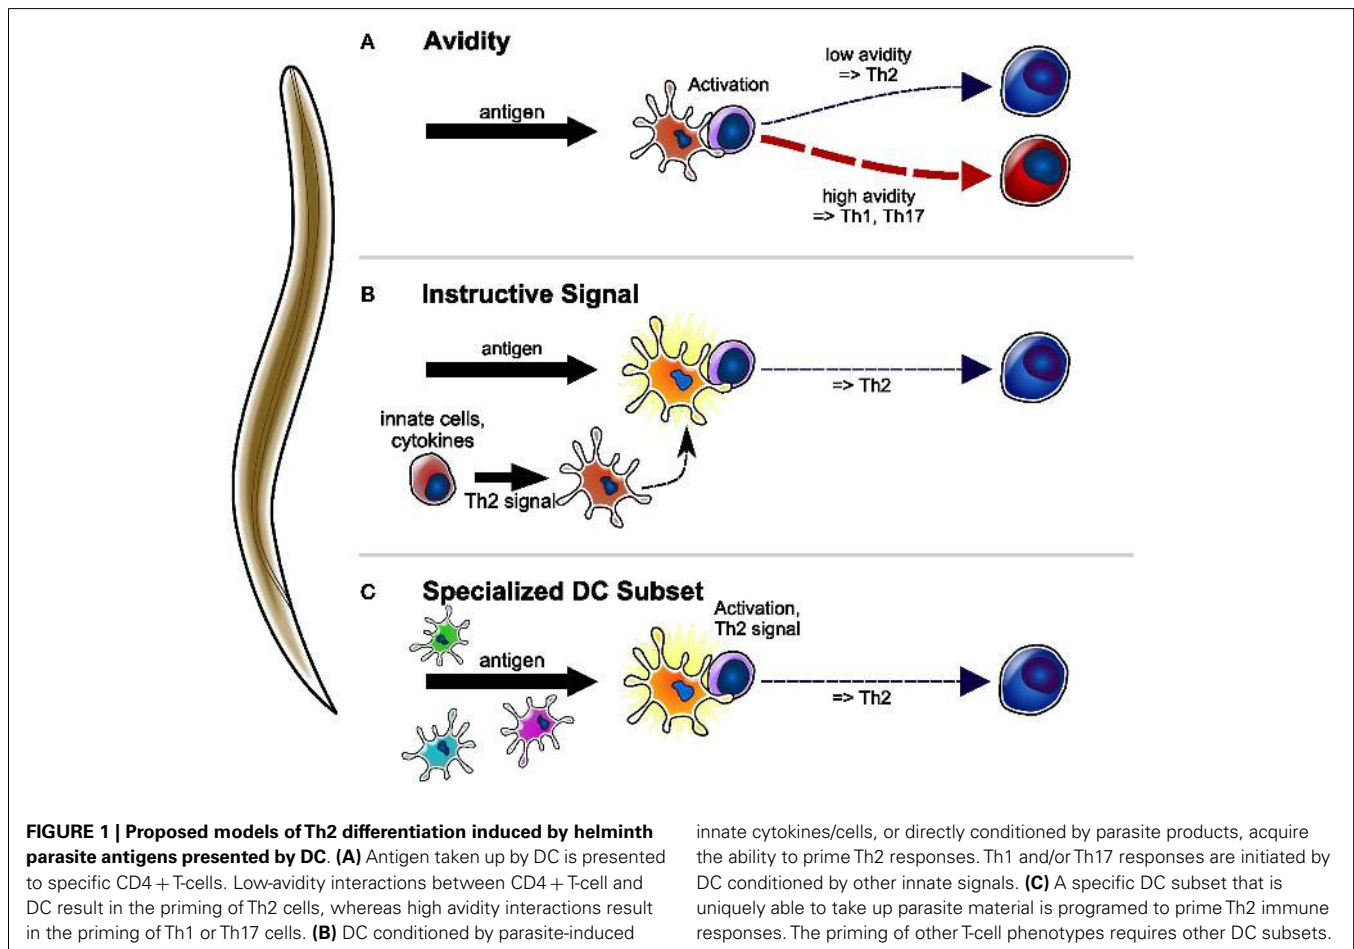 A Avidity
low avidity
=> Th2
Activation
antigen
high avidity
=> Th1, Th17
B Instructive Signal
antigen
=> Th2
innate cells,
cytokines
Th2 signal
C Specialized DC Subset
Activation,
Th2 signal
antigen
=> Th2
FIGURE 1 | Proposed models of Th2 differentiation induced by helminth
parasite antigens presented by DC. (A) Antigen taken up by DC is presented
to specific CD4 + T-cells. Low-avidity interactions between CD4 + T-cell and
DC result in the priming of Th2 cells, whereas high avidity interactions result
in the priming of Th1 or Th17 cells. (B) DC conditioned by parasite-induced
innate cytokines/cells, or directly conditioned by parasite products, acquire
the ability to prime Th2 responses. Th1 and/or Th17 responses are initiated by
DC conditioned by other innate signals. (C) A specific DC subset that is
uniquely able to take up parasite material is programed to prime Th2 immune
responses. The priming of other T-cell phenotypes requires other DC subsets.